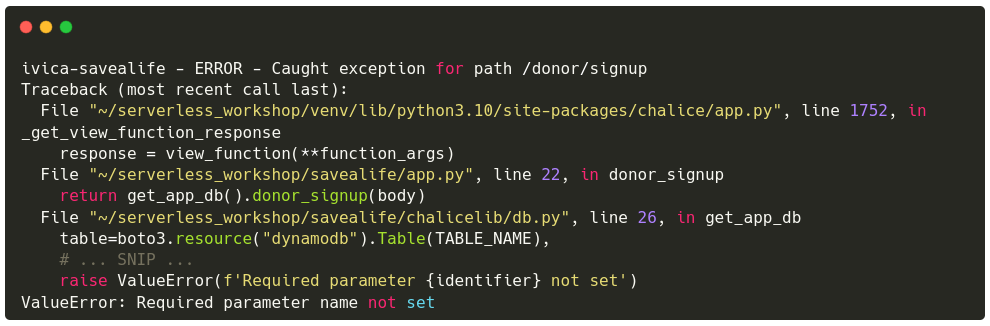 ivica-savealife - ERROR - Caught exception for path /donor/signup
Traceback (most recent call last):
  File "~/serverless_workshop/venv/lib/python3.10/site-packages/chalice/app.py", line 1752, in
_get_view_function_response
    response = view_function(**function_args)
  File "~/serverless_workshop/savealife/app.py", line 22, in donor_signup
    return get_app_db().donor_signup(body)
  File "~/serverless_workshop/savealife/chalicelib/db.py", line 26, in get_app_db
    table=boto3.resource("dynamodb").Table(TABLE_NAME),
    # ... SNIP ...
    raise ValueError(f'Required parameter {identifier} not set')
ValueError: Required parameter name not set